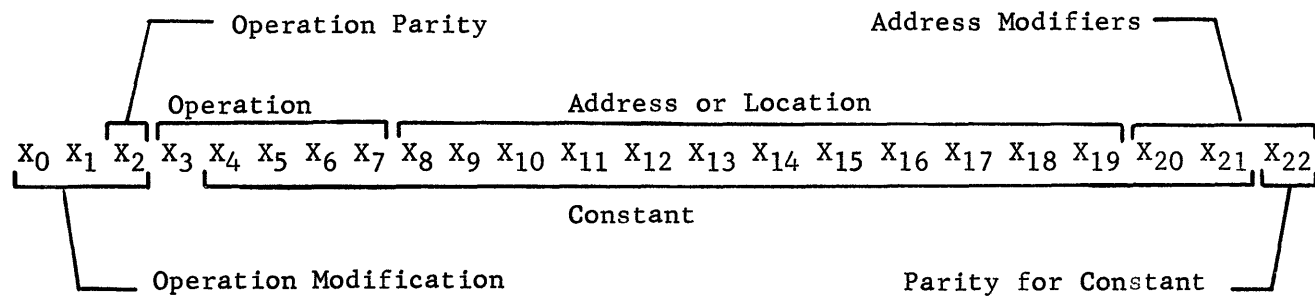 Operation Parity Address Modifiers
Operation Address or Location
X₀ X₁ X₂ X₃ X₄ X₅ X₆ X₇ X₈ X₉ X₁₀ X₁₁ X₁₂ X₁₃ X₁₄ X₁₅ X₁₆ X₁₇ X₁₈ X₁₉ X₂₀ X₂₁ X₂₂
Constant
Operation Modification Parity for Constant